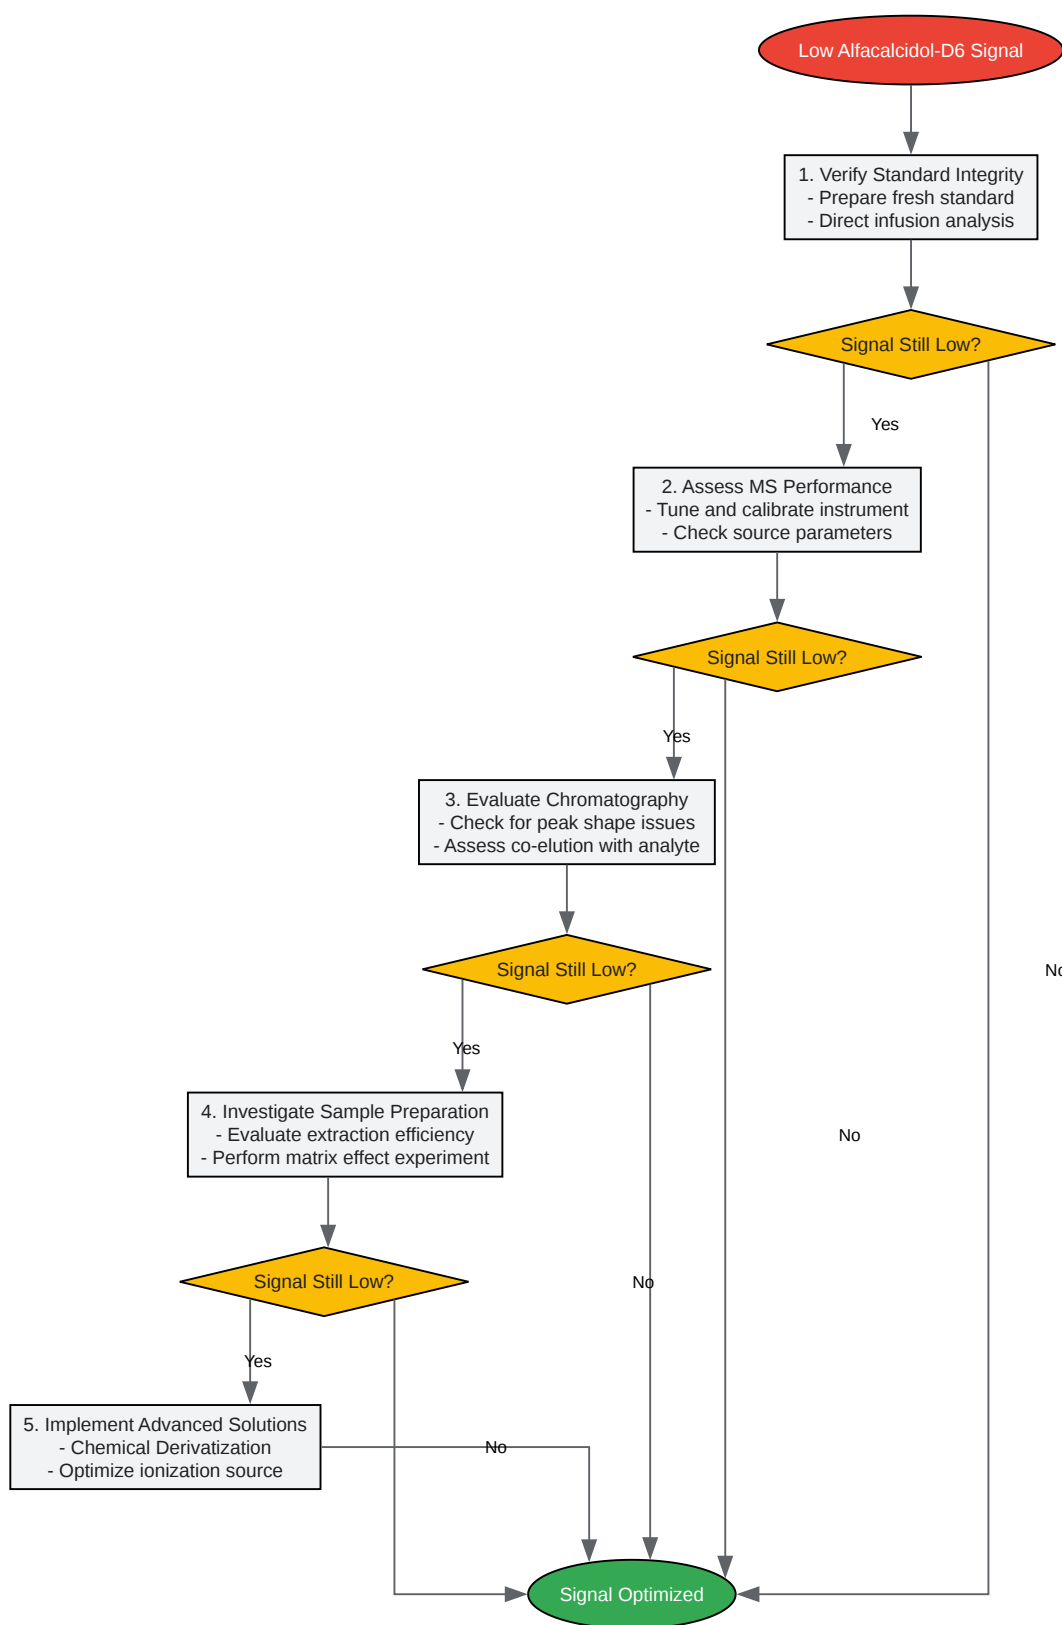 Low Alfacalcidol-D6 Signal
1. Verify Standard Integrity
- Prepare fresh standard
- Direct infusion analysis
Signal Still Low?
Yes
2. Assess MS Performance
- Tune and calibrate instrument
- Check source parameters
Signal Still Low?
Yes
3. Evaluate Chromatography
- Check for peak shape issues
- Assess co-elution with analyte
Signal Still Low?
No
Yes
4. Investigate Sample Preparation
- Evaluate extraction efficiency
- Perform matrix effect experiment
No
Signal Still Low?
No
Yes
5. Implement Advanced Solutions
- Chemical Derivatization
- Optimize ionization source
No
Signal Optimized